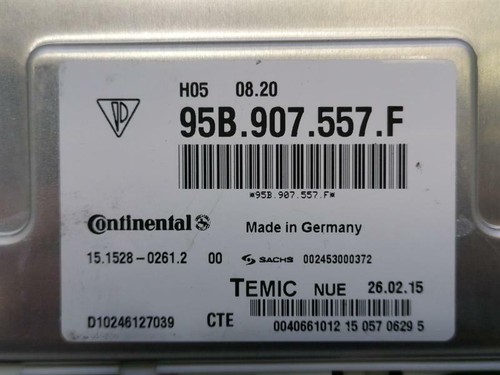 H05 08.20
95B.907.557.F
*95B.907.557.F*
Continental Made in Germany
15.1528-0261.2 00 SACHS 002453000372
TEMIC NUE 26.02.15
D10246127039 CTE 0040661012 15 057 0629 5